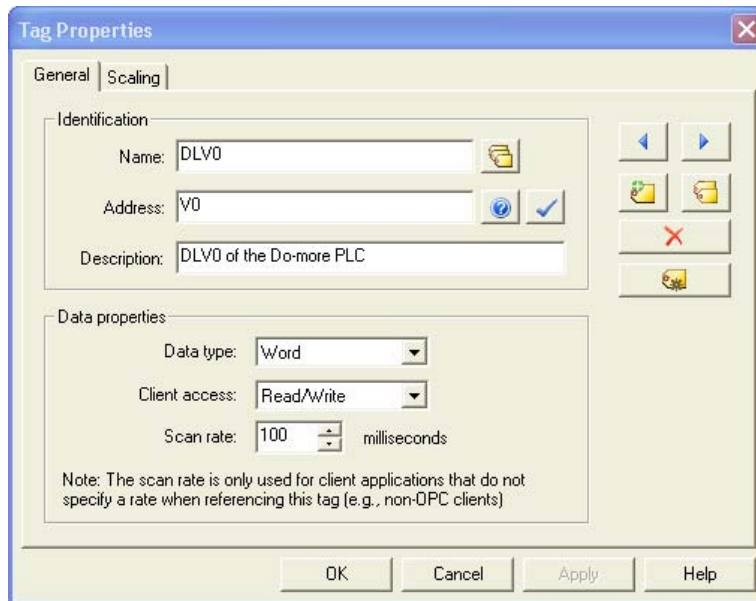 Tag Properties
General Scaling
Identification
Name: DLV0
Address: V0
Description: DLV0 of the Do-more PLC
Data properties
Data type: Word
Client access: Read/Write
Scan rate: 100 milliseconds
Note: The scan rate is only used for client applications that do not
specify a rate when referencing this tag (e.g., non-OPC clients)
OK Cancel Apply Help